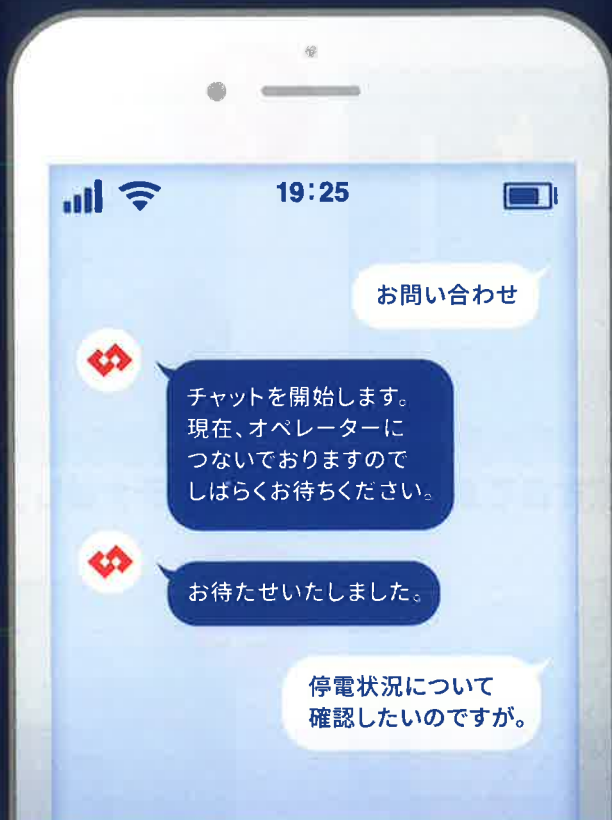 19:25
お問い合わせ
チャットを開始します。
現在、オペレーターに
つないでおりますので
しばらくお待ちください。
お待たせいたしました。
停電状況について
確認したいのですが。